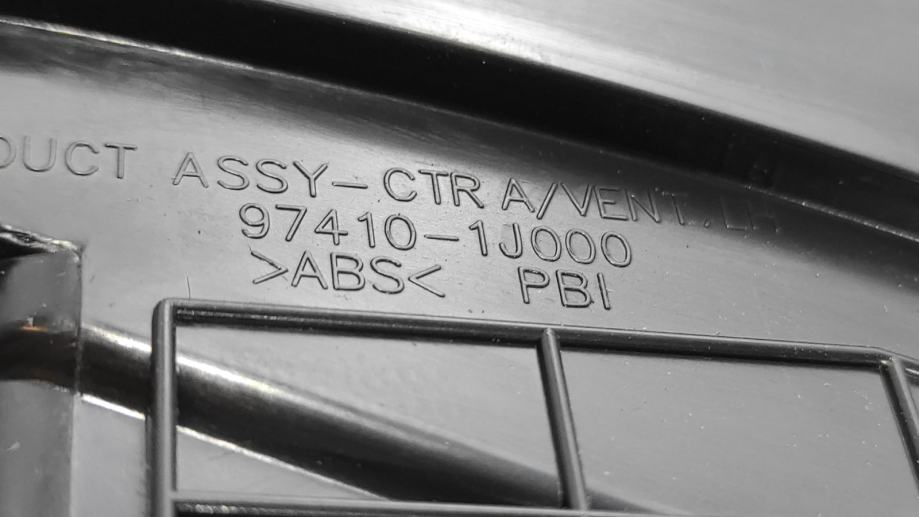 DUCT ASSY-CTR A/VENT.,LH
97410-1J000
>ABS< PBI